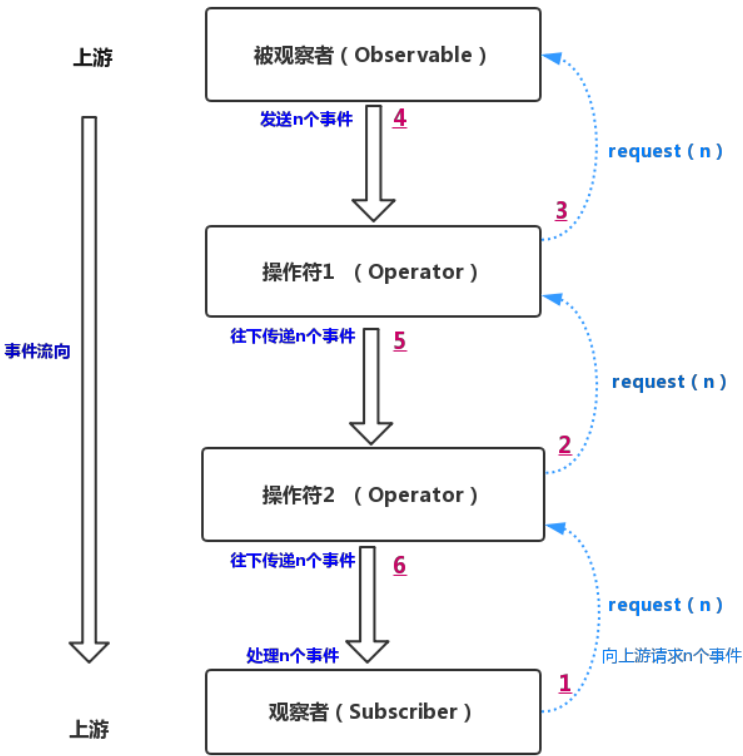 上游
被观察者（Observable）
发送n个事件
4
request（n）
3
操作符1 （Operator）
往下传递n个事件
5
事件流向
request（n）
2
操作符2 （Operator）
往下传递n个事件
6
request（n）
处理n个事件
向上游请求n个事件
1
观察者（Subscriber）
上游